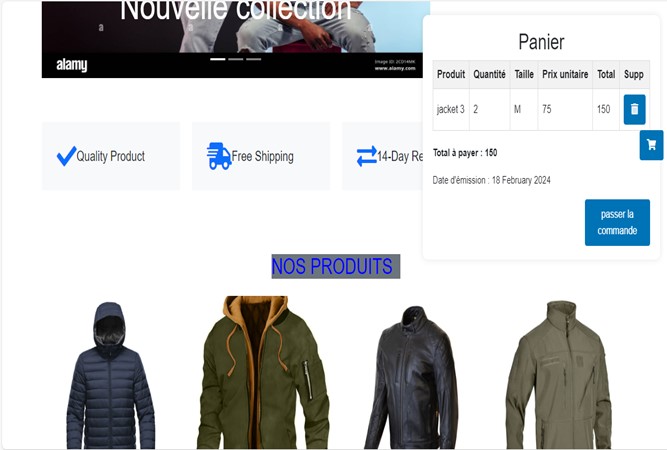 Nouvelle collection
a
a
a
a
alamy
Image ID: 2CDY4MK
www.alamy.com
Quality Product
Free Shipping
14-Day Re
NOS PRODUITS
Panier
Produit Quantité Taille Prix unitaire Total Supp
jacket 3 2 M 75 150
Total à payer : 150
Date d'émission : 18 February 2024
passer la
commande